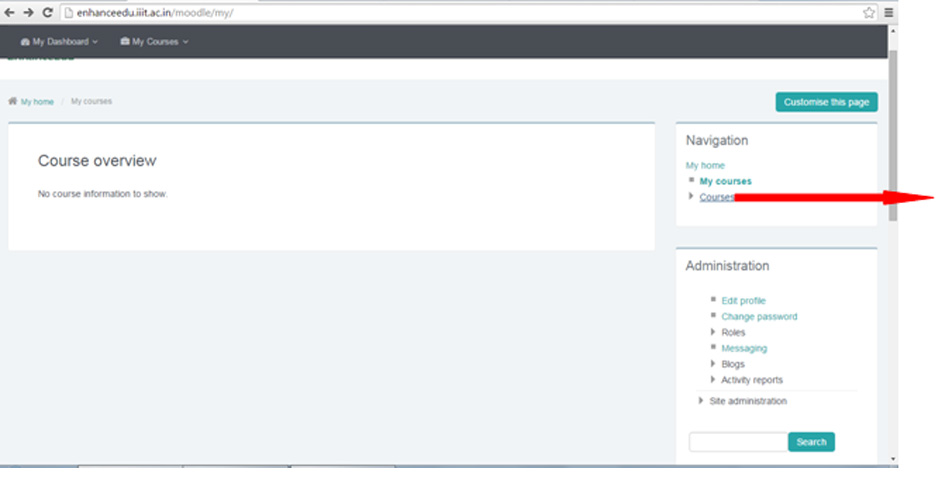 enhanceedu.iiit.ac.in/moodle/my/
My Dashboard My Courses
My home / My courses
Customise this page
Course overview
No course information to show.
Navigation
My home
My courses
Courses
Administration
Edit profile
Change password
Roles
Messaging
Blogs
Activity reports
Site administration
Search